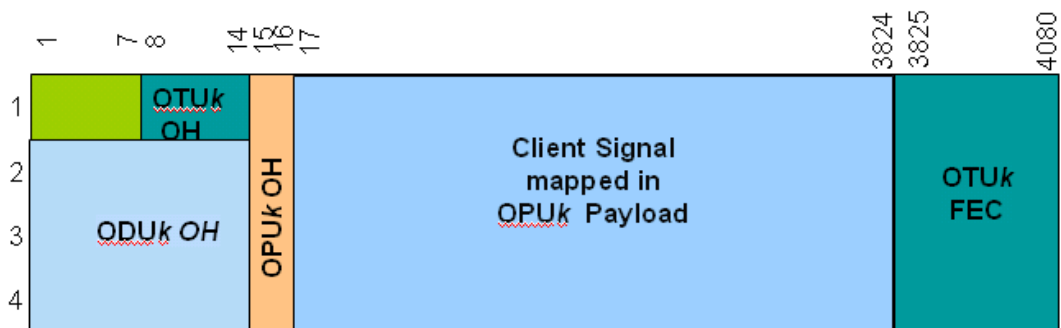 1
7
8
14
15
16
17
3824
3825
4080
1
OTUk
OH
2
3
4
ODUk OH
OPUk OH
Client Signal
mapped in
OPUk Payload
OTUk
FEC